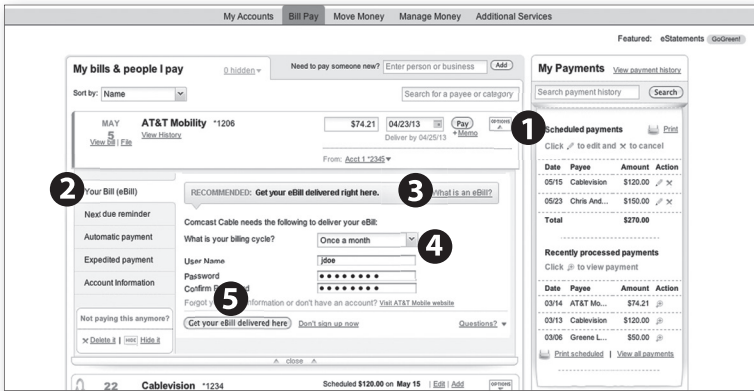 My Accounts Bill Pay Move Money Manage Money Additional Services
Featured: eStatements GoGreen!
My bills & people I pay 0 hidden
Need to pay someone new? Enter person or business Add
Sort by: Name
Search for a payee or category
MAY
5
View bill | File
AT&T Mobility *1206
View History
$74.21 04/23/13 Pay OPTIONS
Deliver by 04/25/13 +Memo
From: Acct 1 *2345
1
2
Your Bill (eBill)
Next due reminder
Automatic payment
Expedited payment
Account Information
Not paying this anymore?
Delete it | HIDE Hide it
RECOMMENDED: Get your eBill delivered right here. 3 What is an eBill?
Comcast Cable needs the following to deliver your eBill:
What is your billing cycle? Once a month 4
User Name jdoe
Password
Confirm
5
Forgot information or don't have an account? Visit AT&T Mobile website
Get your eBill delivered here Don't sign up now Questions?
close
22 Cablevision *1234 Scheduled $120.00 on May 15 | Edit | Add OPTIONS
My Payments View payment history
Search payment history Search
Scheduled payments Print
Click to edit and to cancel
Date Payee Amount Action
05/15 Cablevision $120.00
05/23 Chris And... $150.00
Total $270.00
Recently processed payments
Click to view payment
Date Payee Amount Action
03/14 AT&T Mo... $74.21
03/13 Cablevision $120.00
03/06 Greene L... $50.00
Print scheduled | View all payments